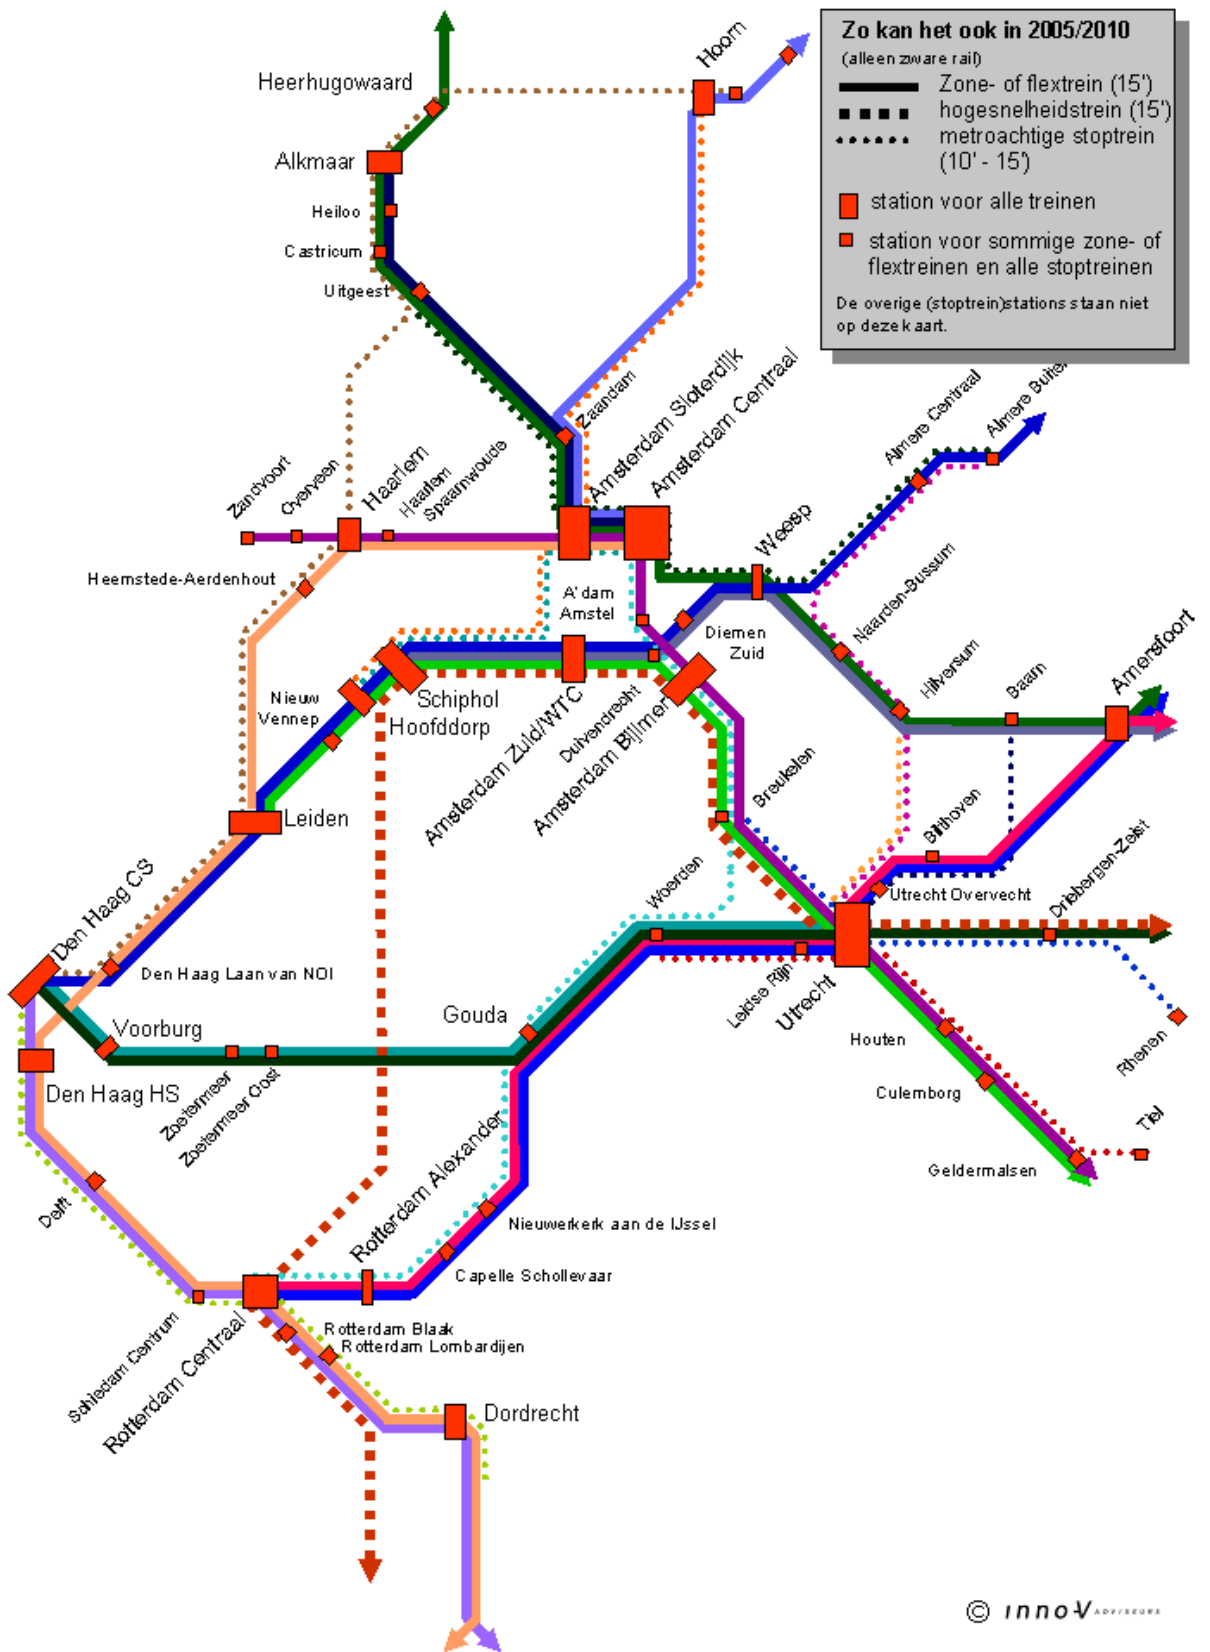 Zo kan het ook in 2005/2010
(alleen zware rail)
Zone- of flextrein (15')
hogesnelheidstrein (15')
metroachtige stoptrein
(10' - 15')
station voor alle treinen
station voor sommige zone- of
flextreinen en alle stoptreinen
De overige (stoptrein)stations staan niet
op deze kaart.
Hoorn
Heerhugowaard
Alkmaar
Heiloo
Castricum
Uitgeest
Zaandam
Amsterdam Sloterdijk
Amsterdam Centraal
Almere Centraal
Almere Buiten
Zandvoort
Overveen
Haarlem
Haarlem
Spaarnwoude
Weesp
Heemstede-Aerdenhout
A'dam
Amstel
Diemen
Zuid
Naarden-Bussum
Hilversum
Baarn
Amersfoort
Nieuw
Vennep
Schiphol
Hoofddorp
Amsterdam Zuid/WTC
Duivendrecht
Amsterdam Bijlmer
Breukelen
Leiden
Bilthoven
Utrecht Overvecht
Driebergen-Zeist
Woerden
Den Haag CS
Den Haag Laan van NOI
Voorburg
Gouda
Leidse Rijn
Utrecht
Houten
Rhenen
Den Haag HS
Zoetermeer
Zoetermeer Oost
Culemborg
Tiel
Geldermalsen
Delft
Rotterdam Alexander
Nieuwerkerk aan de IJssel
Capelle Schollevaar
Schiedam Centrum
Rotterdam Centraal
Rotterdam Blaak
Rotterdam Lombardijen
Dordrecht
© inno-V ADVISEURS